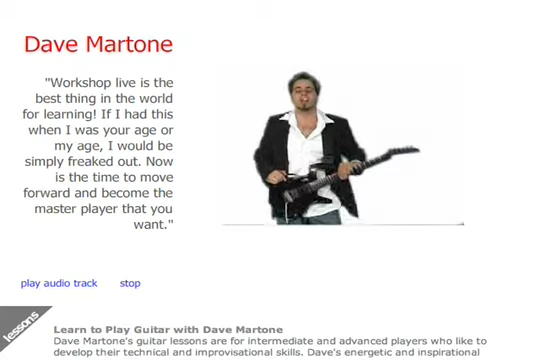 Dave Martone
"Workshop live is the
best thing in the world
for learning! If I had this
when I was your age or
my age, I would be
simply freaked out. Now
is the time to move
forward and become the
master player that you
want."
play audio track stop
lessons
Learn to Play Guitar with Dave Martone
Dave Martone's guitar lessons are for intermediate and advanced players who like to
develop their technical and improvisational skills. Dave's energetic and inspirational